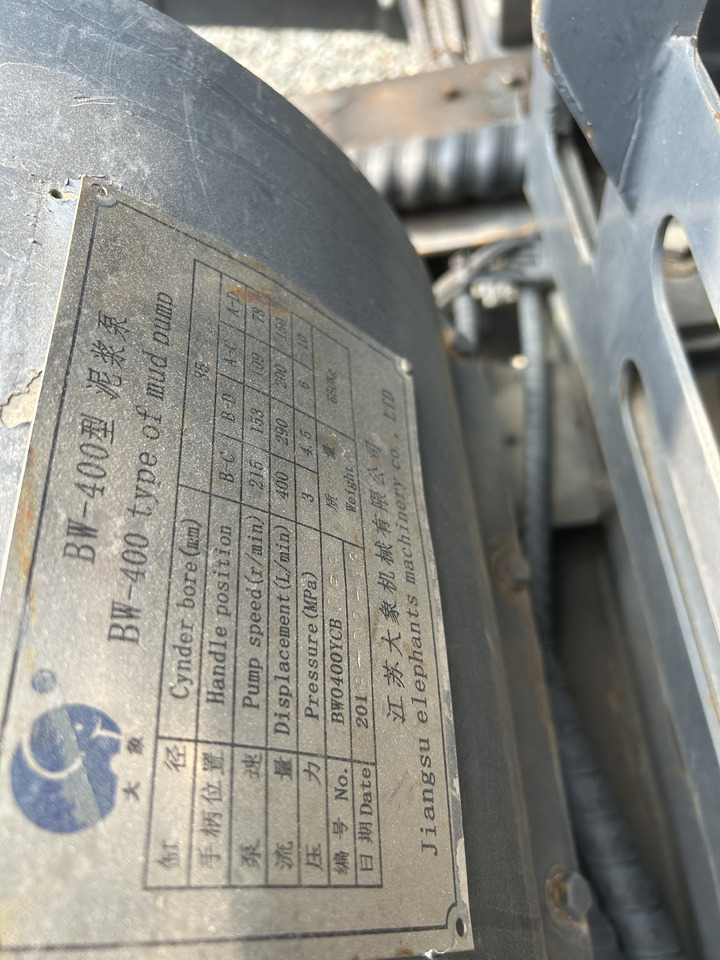 BW-400型 泥浆泵
BW-400 type of mud pump
大象
缸 径 Cynder bore(mm)
手柄位置 Handle position B-C B-D A-C A-D
泵 速 Pump speed(r/min) 215 153 109 78
流 量 Displacement(L/min) 400 290 200
压 力 Pressure(MPa) 3 4.5 6 10
编 号 No. BW0400YCB 质 量 Weight
日 期 Date 201
江苏大象机械有限公司
Jiangsu elephants machinery co., LTD